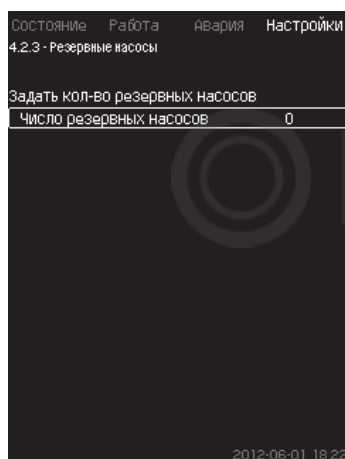 Состояние Работа Авария Настройки
4.2.3 - Резервные насосы
Задать кол-во резервных насосов
Число резервных насосов 0
2012-06-01 18:22